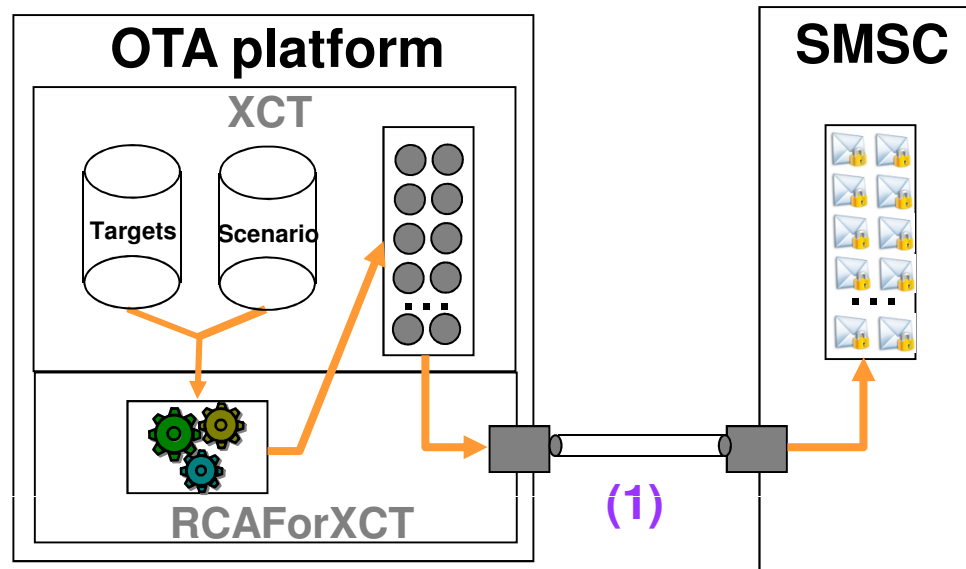 OTA platform
SMSC
XCT
Targets
Scenario
RCAForXCT
(1)